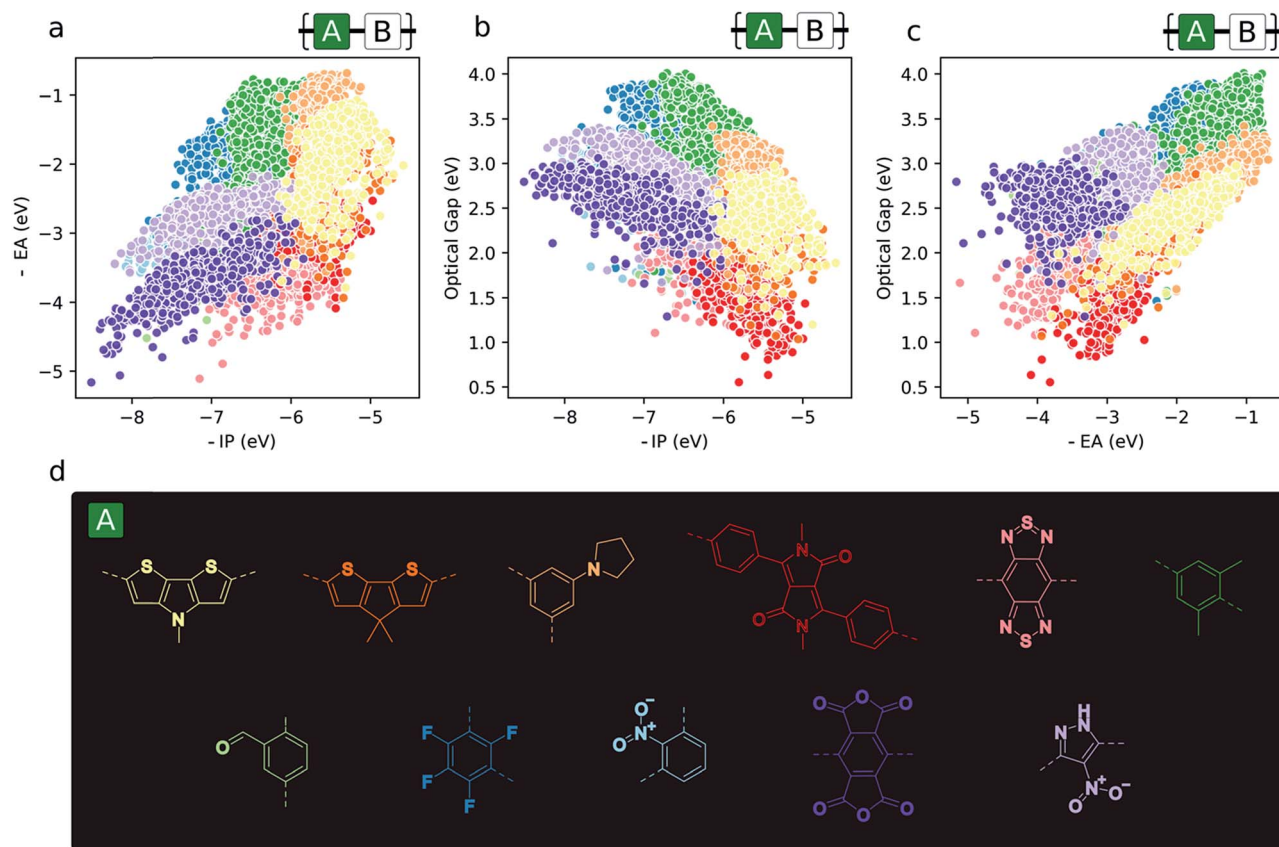 a
A B
b
A B
c
A B
−1
−2
−3
−4
−5
- EA (eV)
−8 −7 −6 −5
- IP (eV)
4.0
3.5
3.0
2.5
2.0
1.5
1.0
0.5
Optical Gap (eV)
−8 −7 −6 −5
- IP (eV)
4.0
3.5
3.0
2.5
2.0
1.5
1.0
0.5
Optical Gap (eV)
−5 −4 −3 −2 −1
- EA (eV)
d
A
S S
N
S S
N
N
O
O
N
S
N N
N N
S
O
F F
F
F
O−
N+
O
O O O
O O O
H
N N
N+
O O−